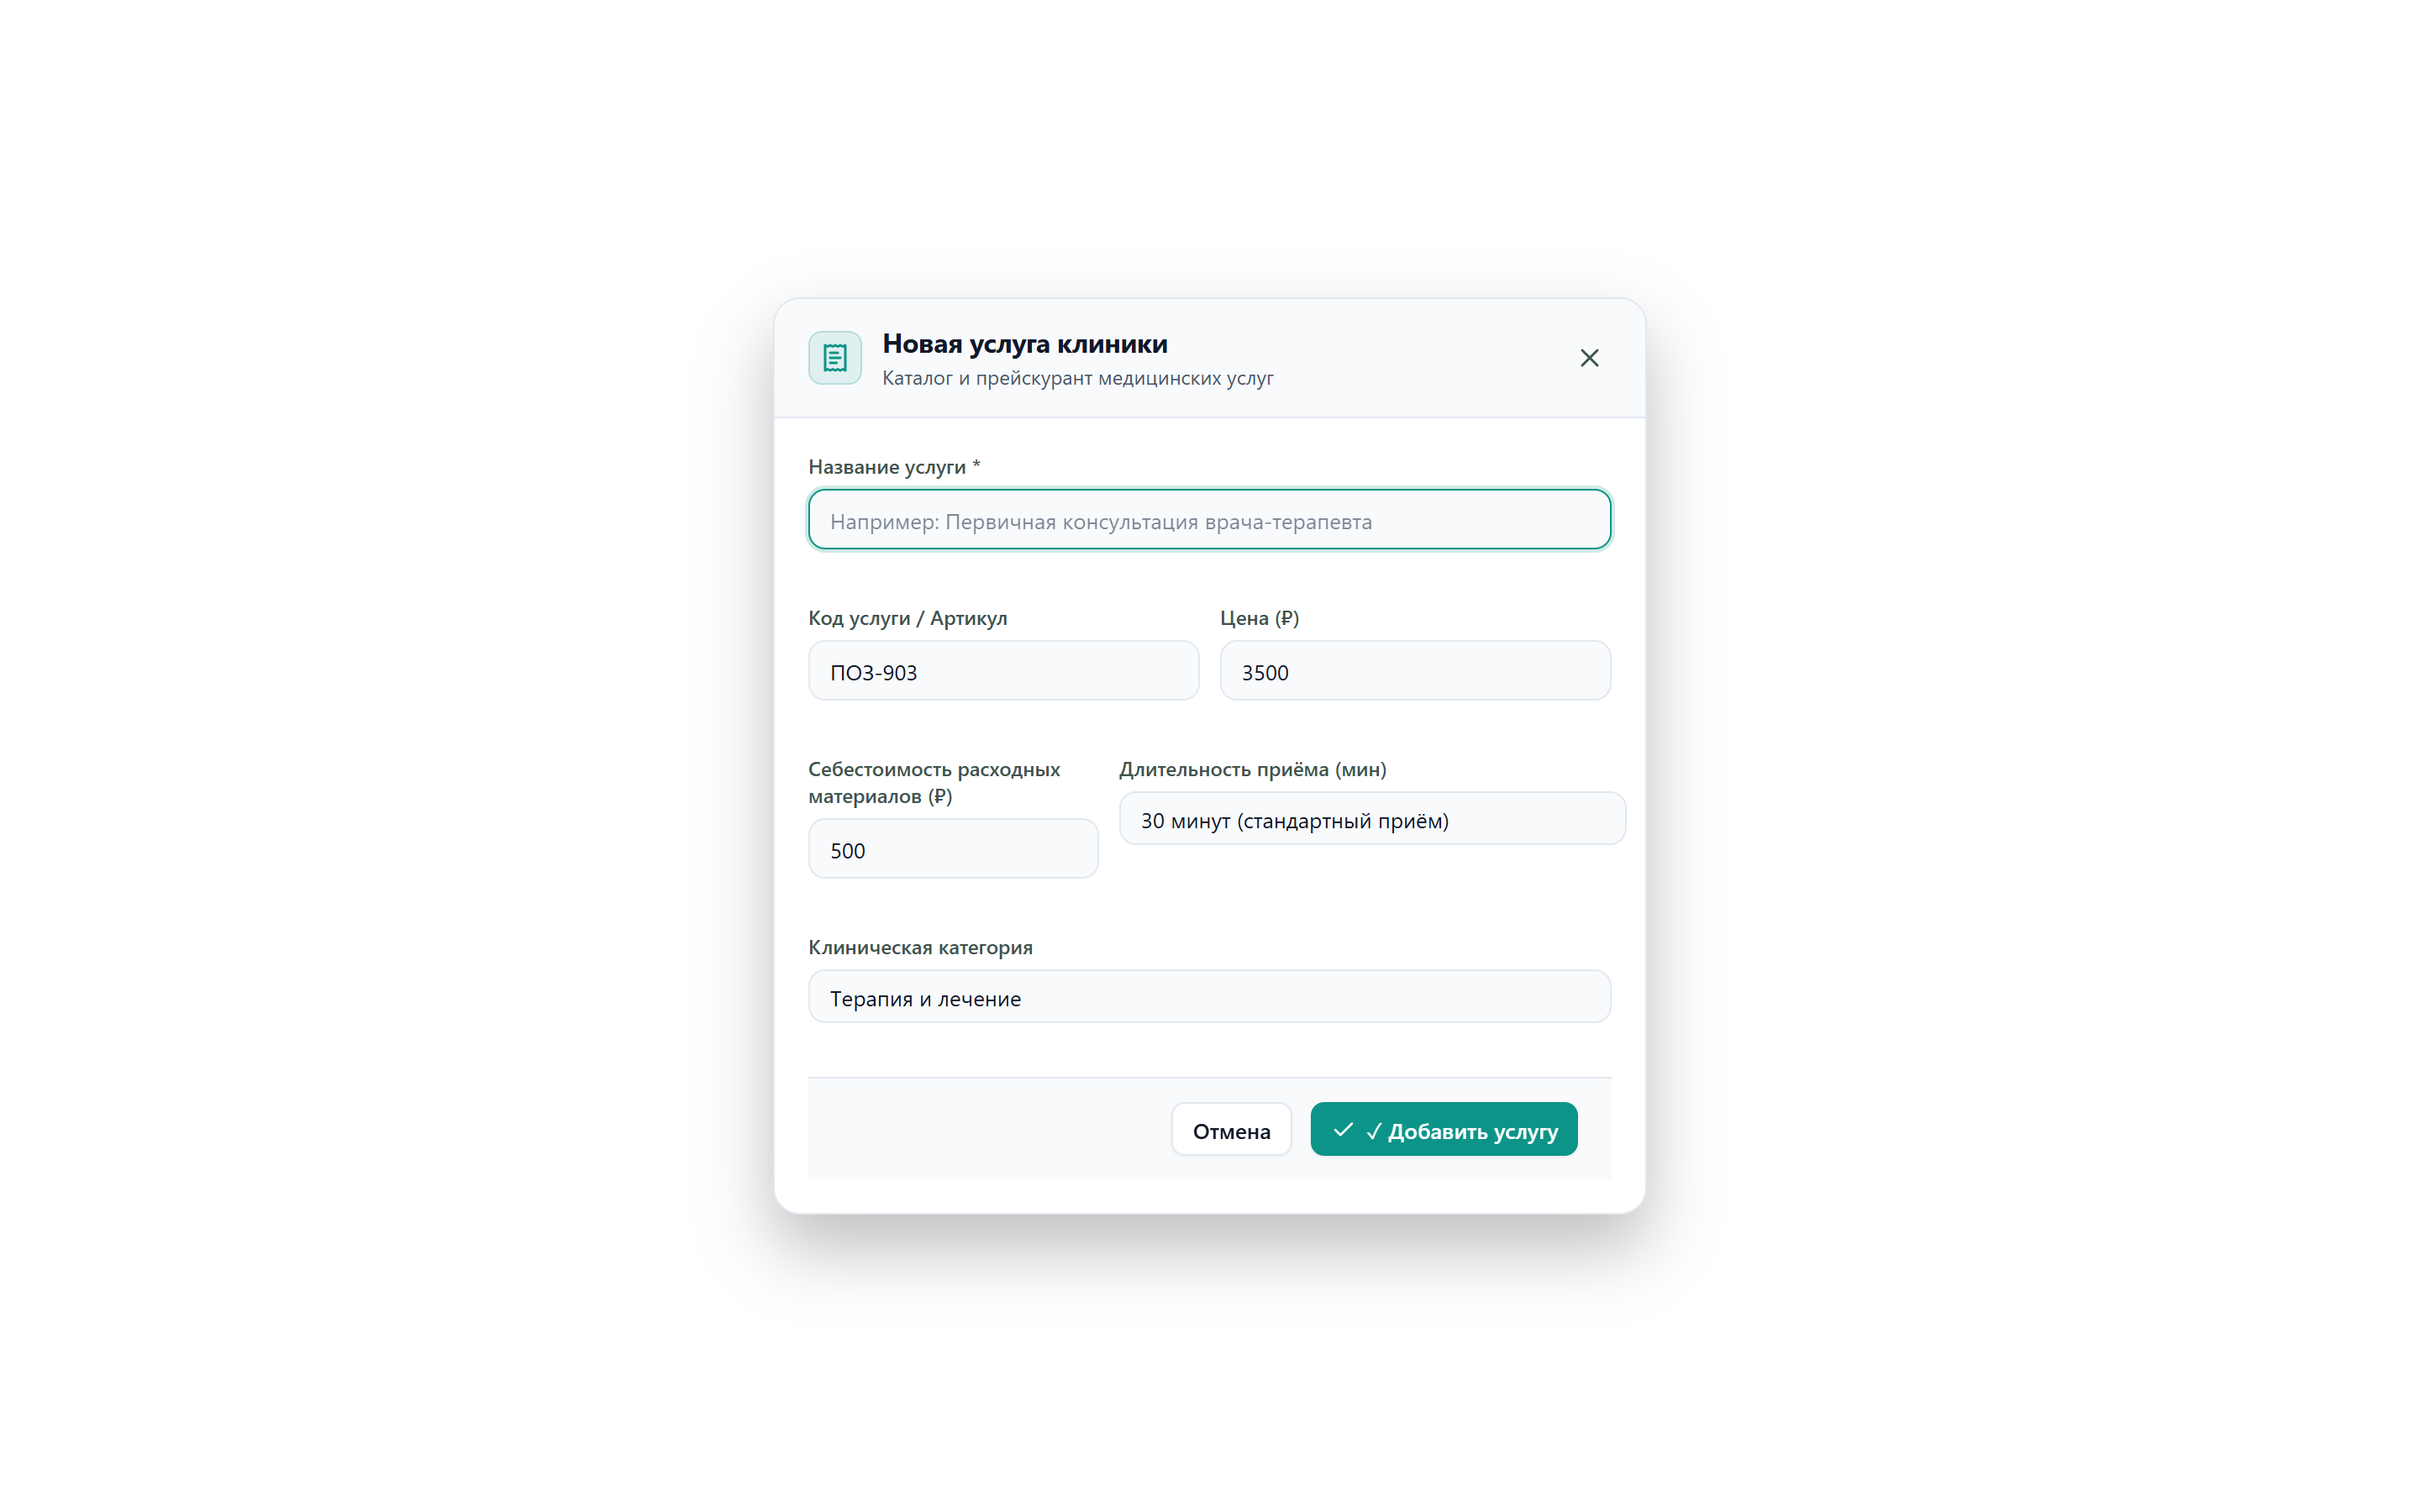 Новая услуга клиники
Каталог и прейскурант медицинских услуг
Название услуги *
Например: Первичная консультация врача-терапевта
Код услуги / Артикул
ПОЗ-903
Цена (₽)
3500
Себестоимость расходных
материалов (₽)
500
Длительность приёма (мин)
30 минут (стандартный приём)
Клиническая категория
Терапия и лечение
Отмена
✓ Добавить услугу